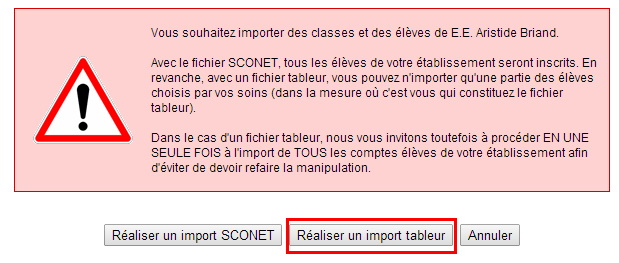 Vous souhaitez importer des classes et des élèves de E.E. Aristide Briand.
Avec le fichier SCONET, tous les élèves de votre établissement seront inscrits. En
revanche, avec un fichier tableur, vous pouvez n'importer qu'une partie des élèves
choisis par vos soins (dans la mesure où c'est vous qui constituez le fichier
tableur).
Dans le cas d'un fichier tableur, nous vous invitons toutefois à procéder EN UNE
SEULE FOIS à l'import de TOUS les comptes élèves de votre établissement afin
d'éviter de devoir refaire la manipulation.
Réaliser un import SCONET Réaliser un import tableur Annuler